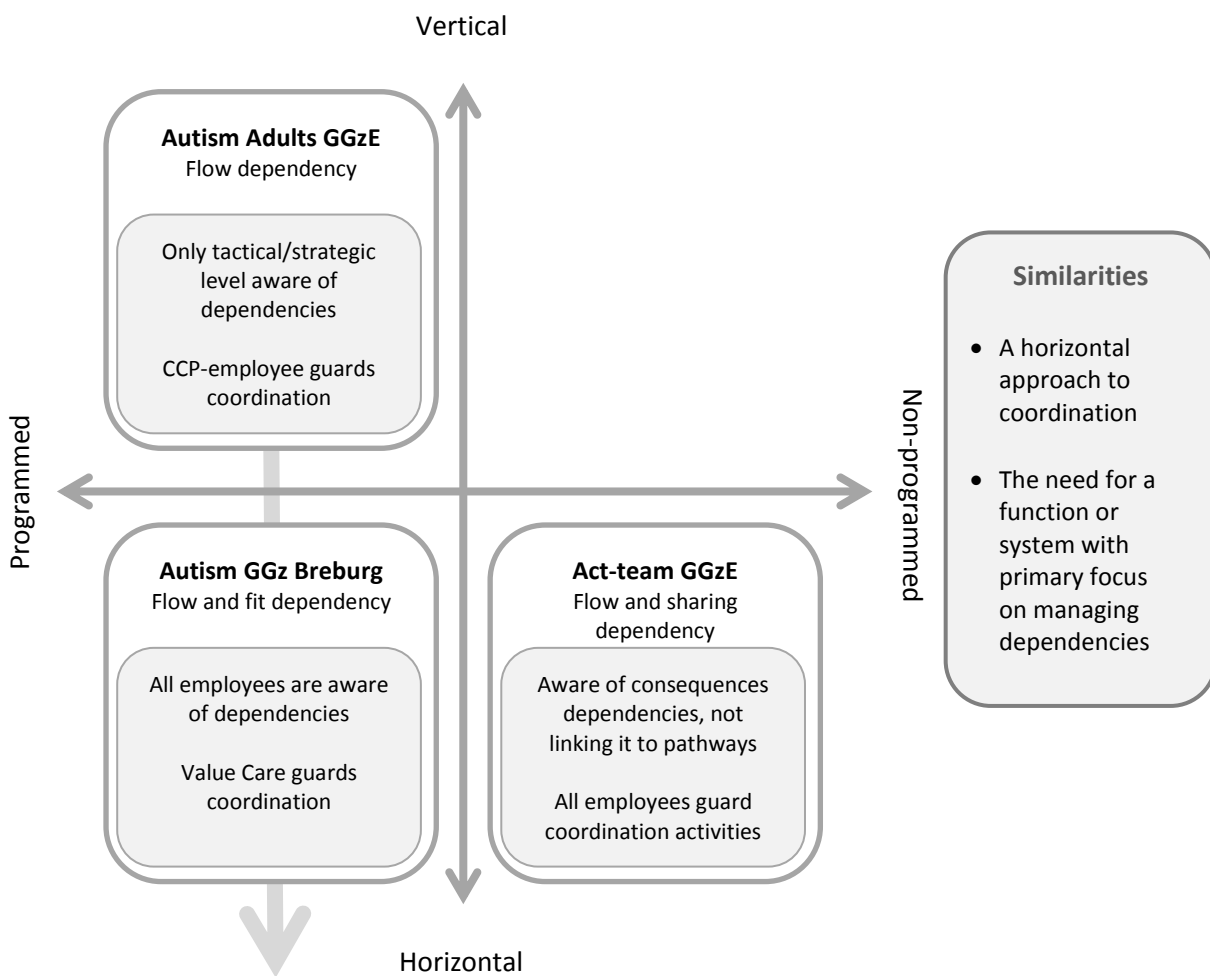 Vertical
Autism Adults GGzE
Flow dependency
Only tactical/strategic
level aware of
dependencies
CCP-employee guards
coordination
Programmed
Non-programmed
Autism GGz Breburg
Flow and fit dependency
All employees are aware
of dependencies
Value Care guards
coordination
Act-team GGzE
Flow and sharing
dependency
Aware of consequences
dependencies, not
linking it to pathways
All employees guard
coordination activities
Horizontal
Similarities
• A horizontal
approach to
coordination
• The need for a
function or
system with
primary focus
on managing
dependencies